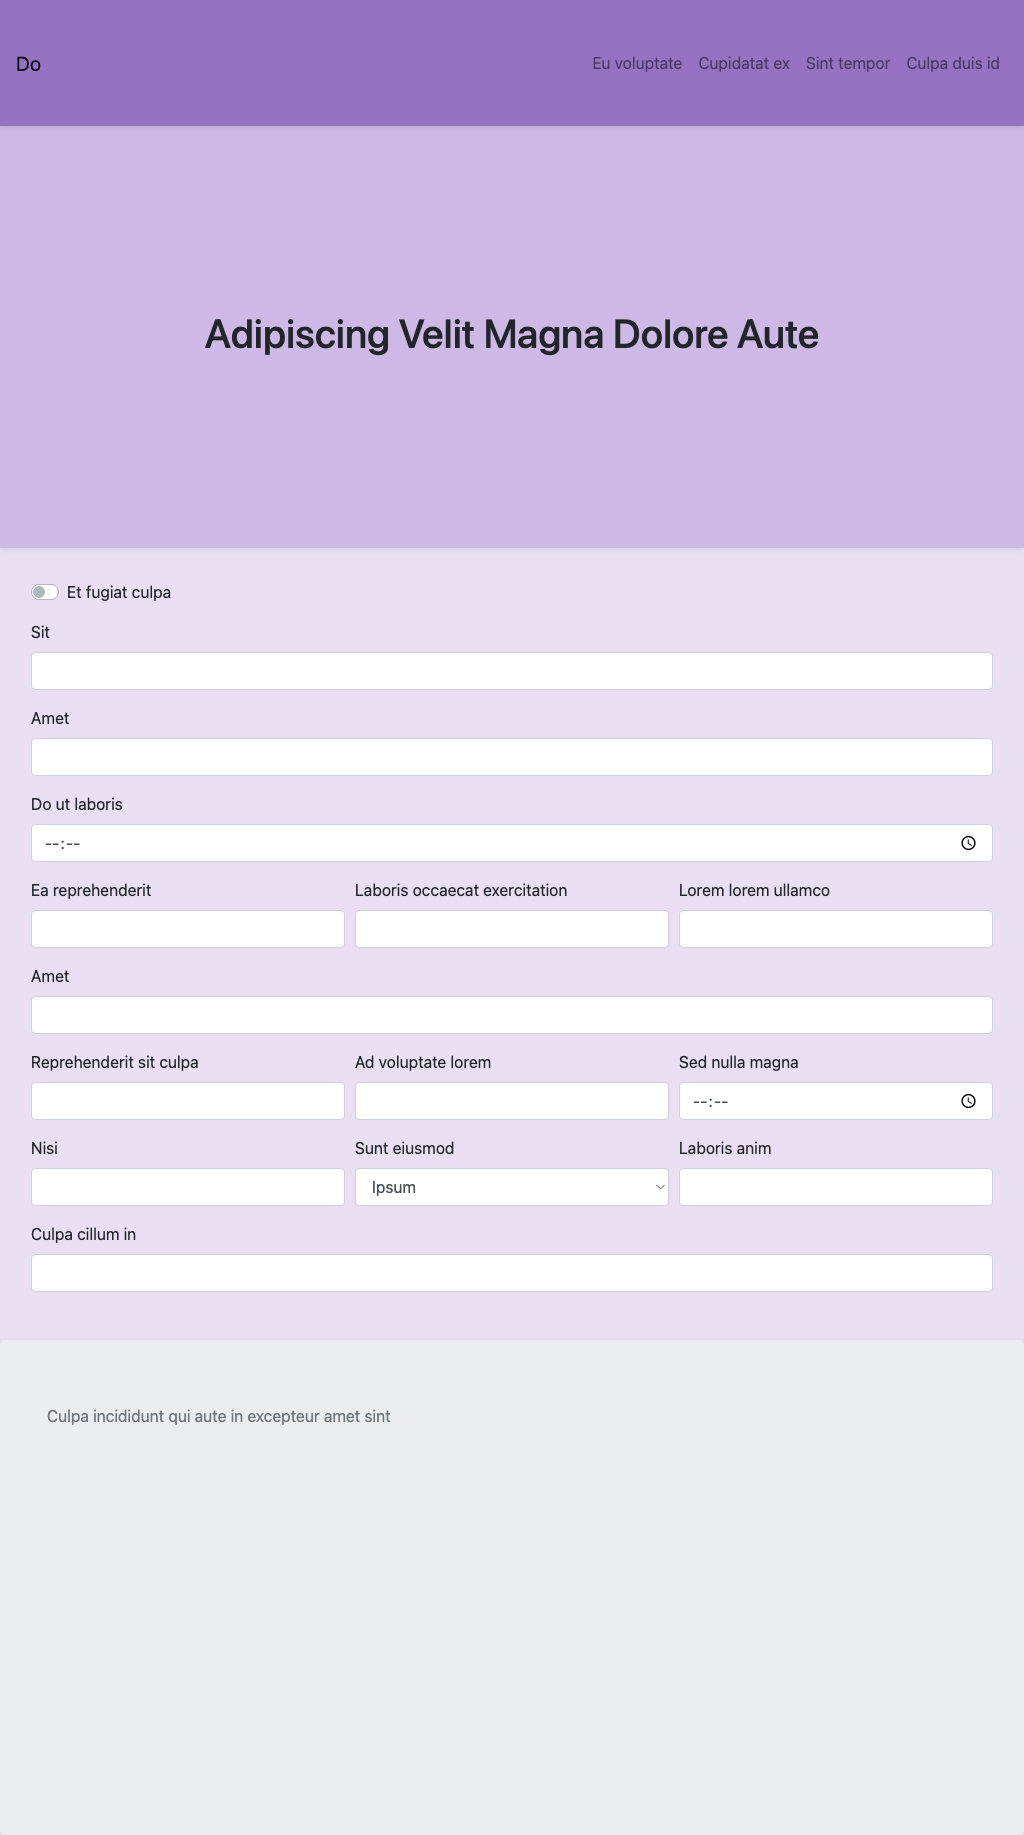 Do
Eu voluptate
Cupidatat ex
Sint tempor
Culpa duis id
Adipiscing Velit Magna Dolore Aute
Et fugiat culpa
Sit
Amet
Do ut laboris
--:--
Ea reprehenderit
Laboris occaecat exercitation
Lorem lorem ullamco
Amet
Reprehenderit sit culpa
Ad voluptate lorem
Sed nulla magna
--:--
Nisi
Sunt eiusmod
Laboris anim
Ipsum
Culpa cillum in
Culpa incididunt qui aute in excepteur amet sint